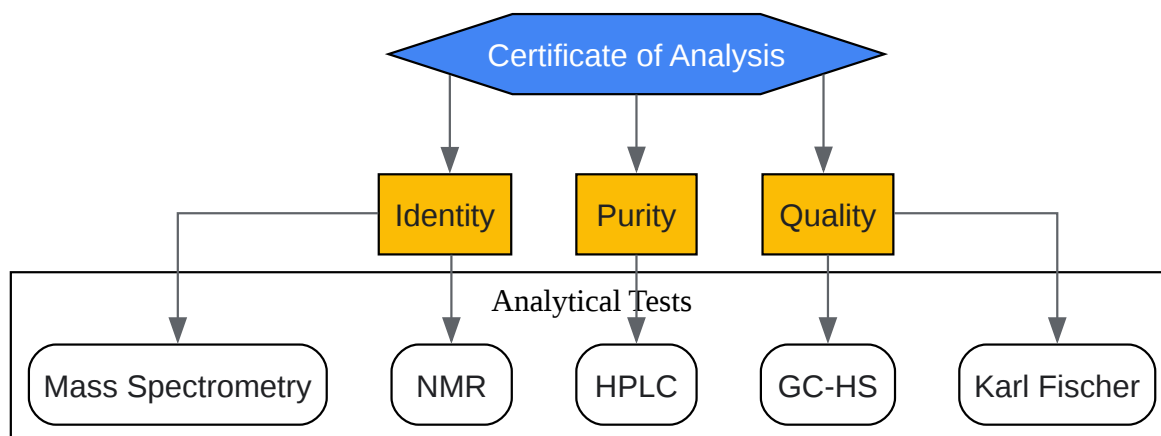 Certificate of Analysis
Identity
Purity
Quality
Analytical Tests
Mass Spectrometry
NMR
HPLC
GC-HS
Karl Fischer